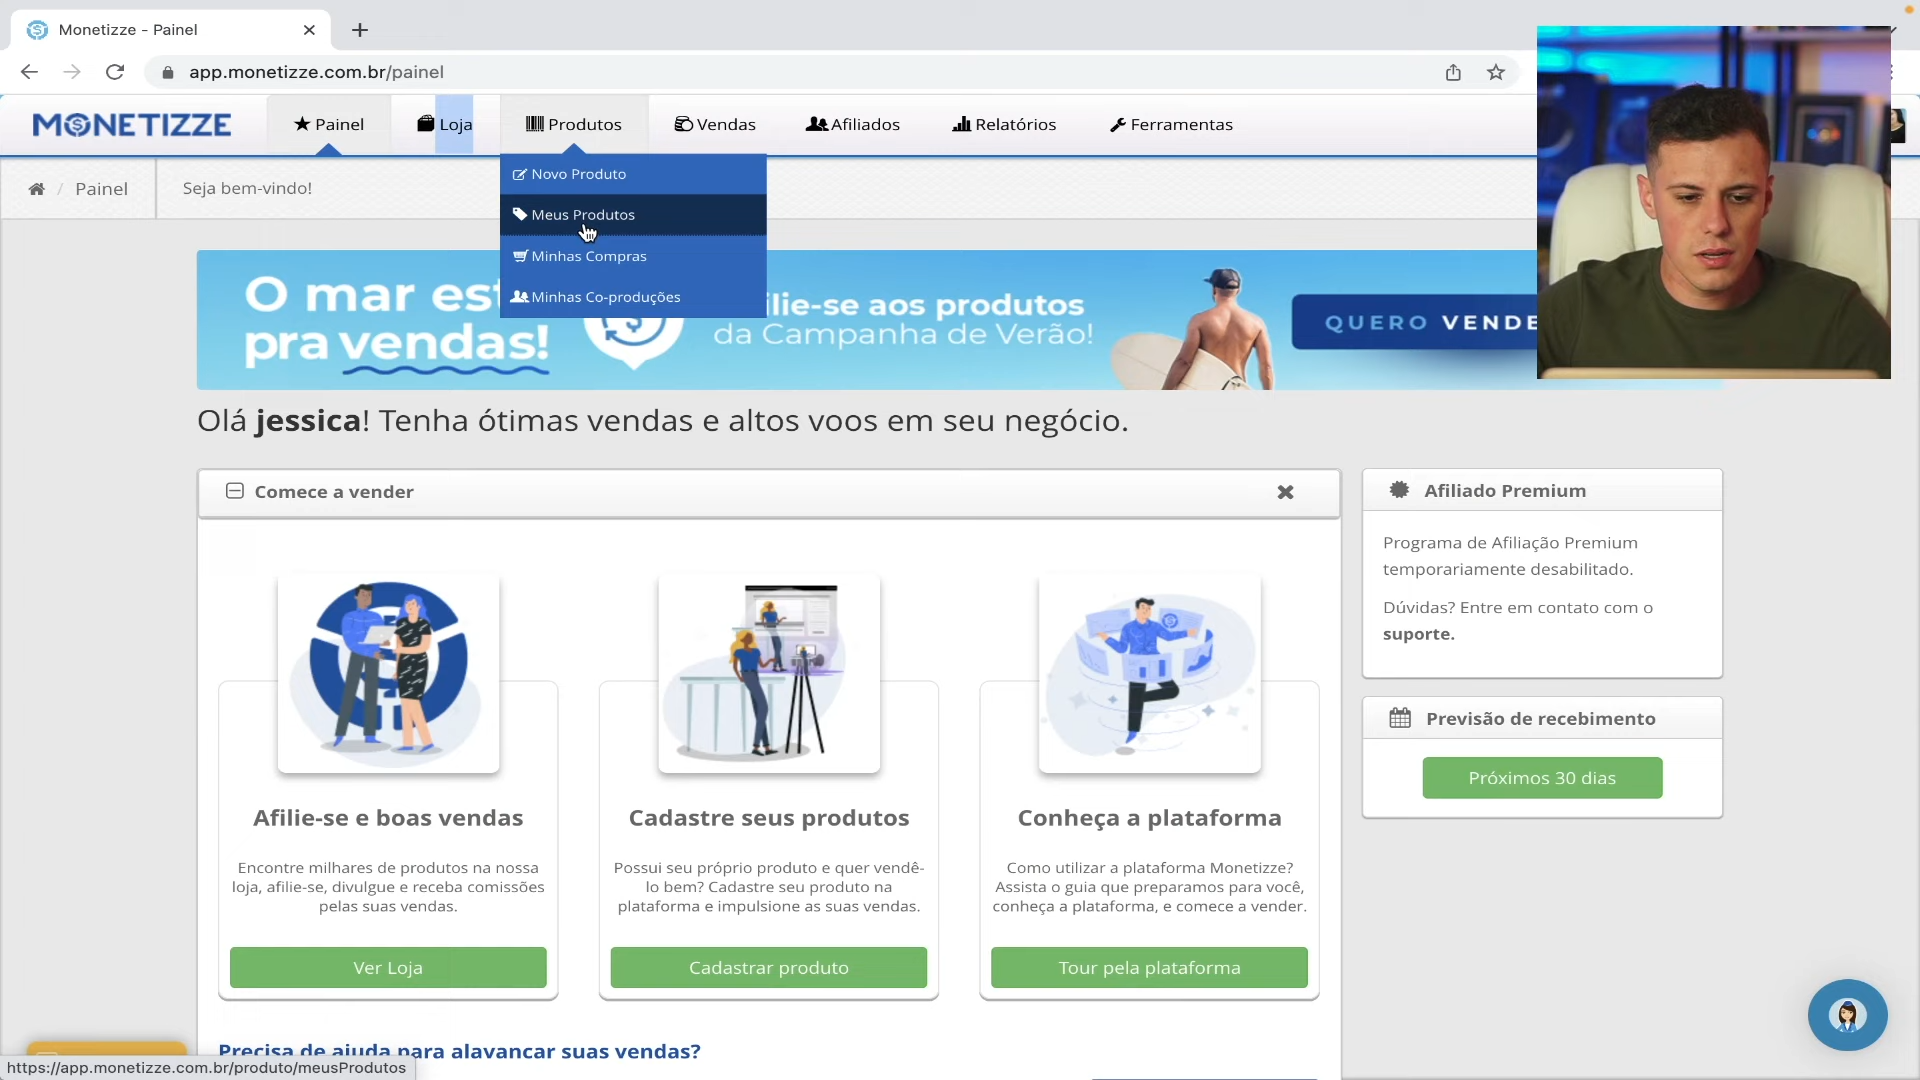 Monetizze - Painel
app.monetizze.com.br/painel
MONETIZZE
Painel
Loja
Produtos
Vendas
Afiliados
Relatórios
Ferramentas
Novo Produto
Meus Produtos
Minhas Compras
Minhas Co-produções
/ Painel
Seja bem-vindo!
O mar est
pra vendas!
ilie-se aos produtos
da Campanha de Verão!
QUERO VENDE
Olá jessica! Tenha ótimas vendas e altos voos em seu negócio.
Comece a vender
Afilie-se e boas vendas
Encontre milhares de produtos na nossa
loja, afilie-se, divulgue e receba comissões
pelas suas vendas.
Ver Loja
Cadastre seus produtos
Possui seu próprio produto e quer vendê-
lo bem? Cadastre seu produto na
plataforma e impulsione as suas vendas.
Cadastrar produto
Conheça a plataforma
Como utilizar a plataforma Monetizze?
Assista o guia que preparamos para você,
conheça a plataforma, e comece a vender.
Tour pela plataforma
Afiliado Premium
Programa de Afiliação Premium
temporariamente desabilitado.
Dúvidas? Entre em contato com o
suporte.
Previsão de recebimento
Próximos 30 dias
Precisa de ajuda para alavancar suas vendas?
https://app.monetizze.com.br/produto/meusProdutos